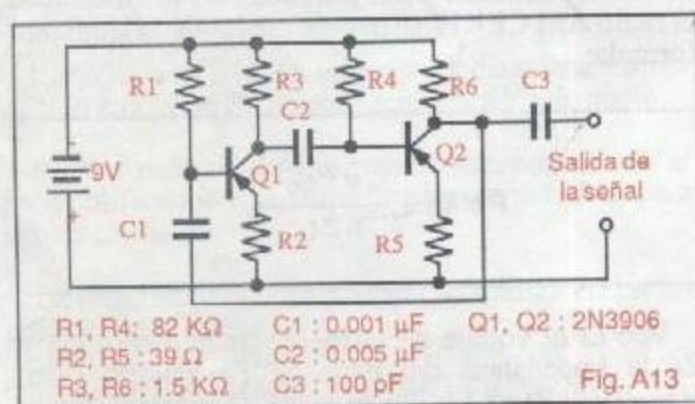 R1
R3
R4
R6
C3
C2
9V
Q1
Q2
Salida de
la señal
C1
R2
R5
R1, R4: 82 KΩ C1 : 0.001 µF Q1, Q2 : 2N3906
R2, R5 : 39 Ω C2 : 0.005 µF
R3, R6 : 1.5 KΩ C3 : 100 pF Fig. A13